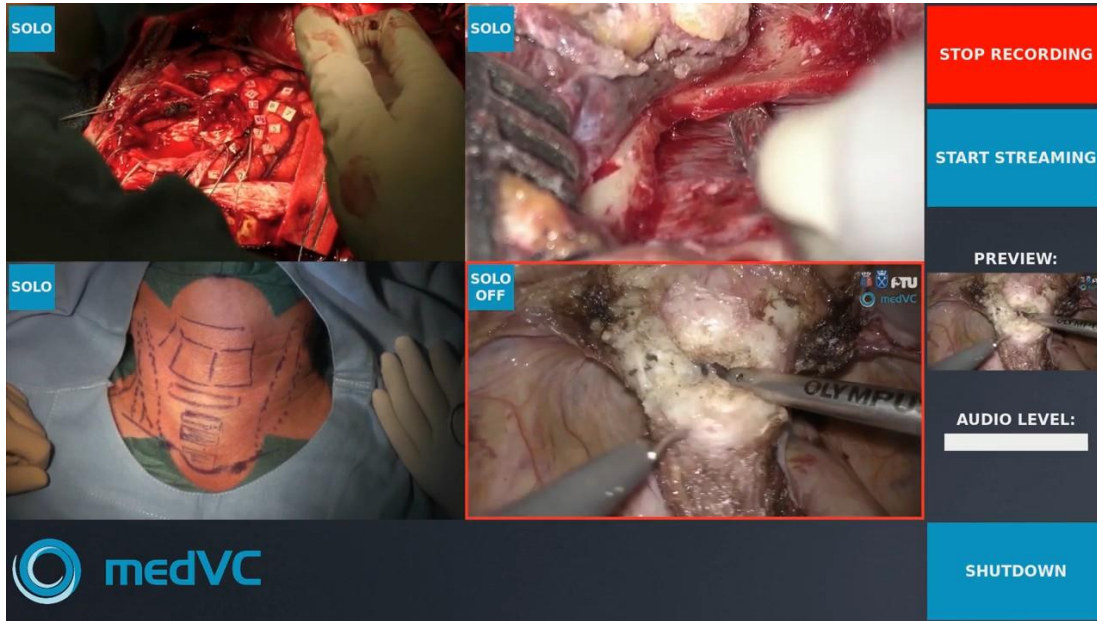 SOLO
SOLO
STOP RECORDING
START STREAMING
PREVIEW:
SOLO
SOLO
OFF
medVC
OLYMPU
AUDIO LEVEL:
medVC
SHUTDOWN